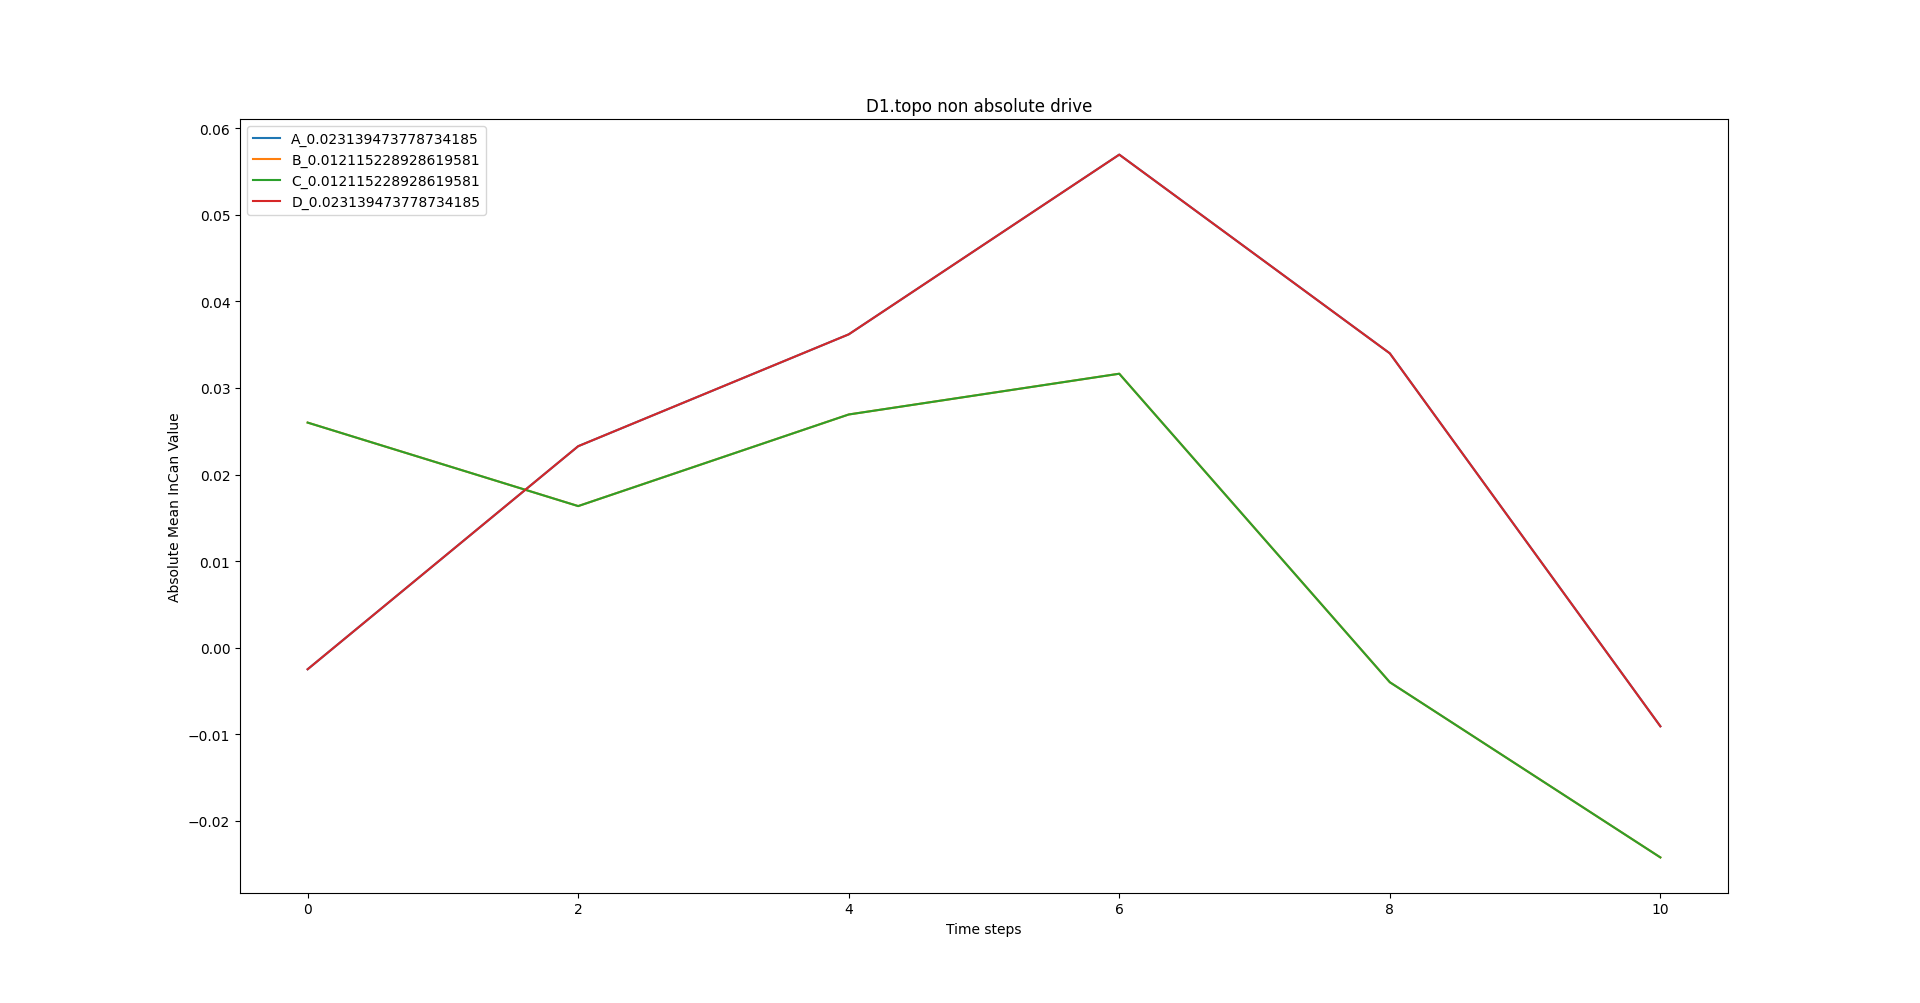 D1.topo non absolute drive
A_0.023139473778734185
B_0.012115228928619581
C_0.012115228928619581
D_0.023139473778734185
Absolute Mean InCan Value
0.06
0.05
0.04
0.03
0.02
0.01
0.00
−0.01
−0.02
0 2 4 6 8 10
Time steps